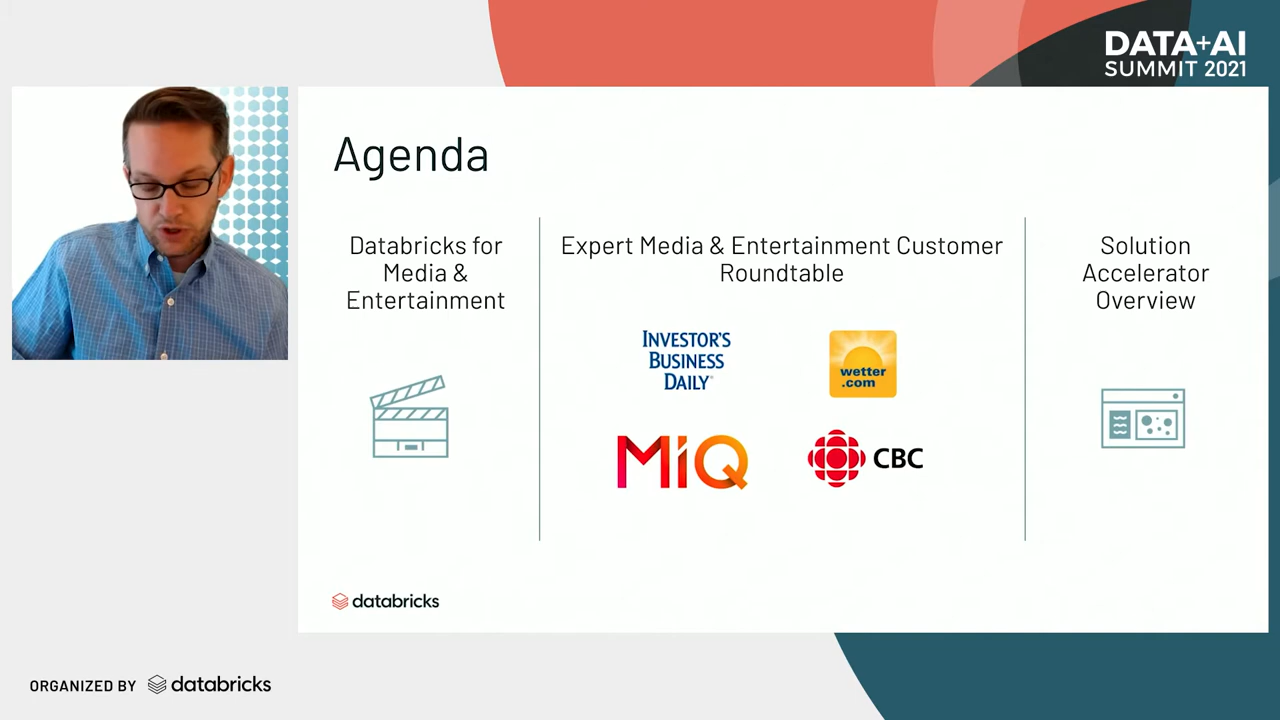 DATA+AI
SUMMIT 2021
Agenda
Databricks for
Media &
Entertainment
Expert Media & Entertainment Customer
Roundtable
INVESTOR'S
BUSINESS
DAILY
wetter
.com
MiQ
CBC
Solution
Accelerator
Overview
databricks
ORGANIZED BY databricks